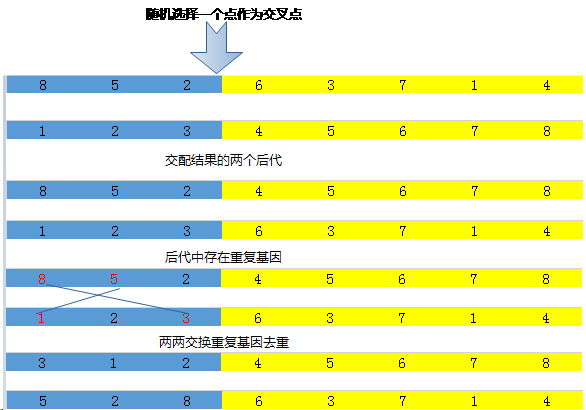 随机选择一个点作为交叉点
8 5 2 6 3 7 1 4
1 2 3 4 5 6 7 8
交配结果的两个后代
8 5 2 4 5 6 7 8
1 2 3 6 3 7 1 4
后代中存在重复基因
8 5 2 4 5 6 7 8
1 2 3 6 3 7 1 4
两两交换重复基因去重
3 1 2 4 5 6 7 8
5 2 8 6 3 7 1 4